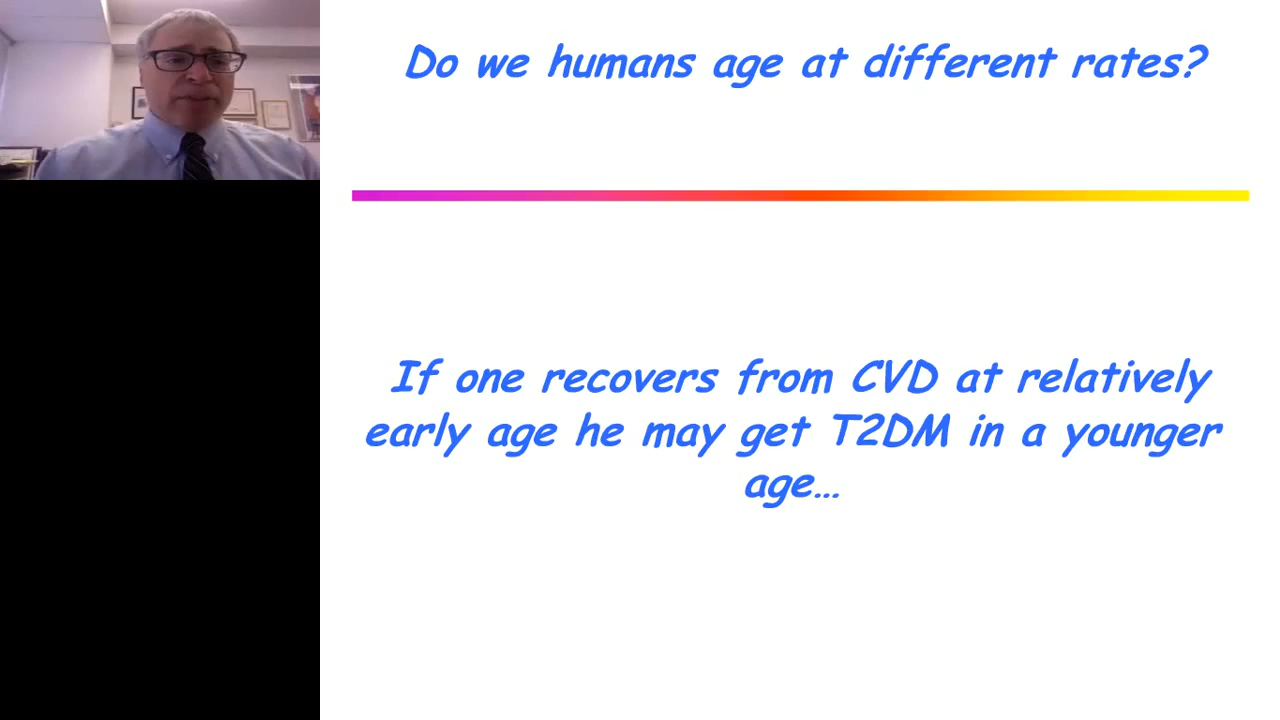 Do we humans age at different rates?
If one recovers from CVD at relatively
early age he may get T2DM in a younger
age...